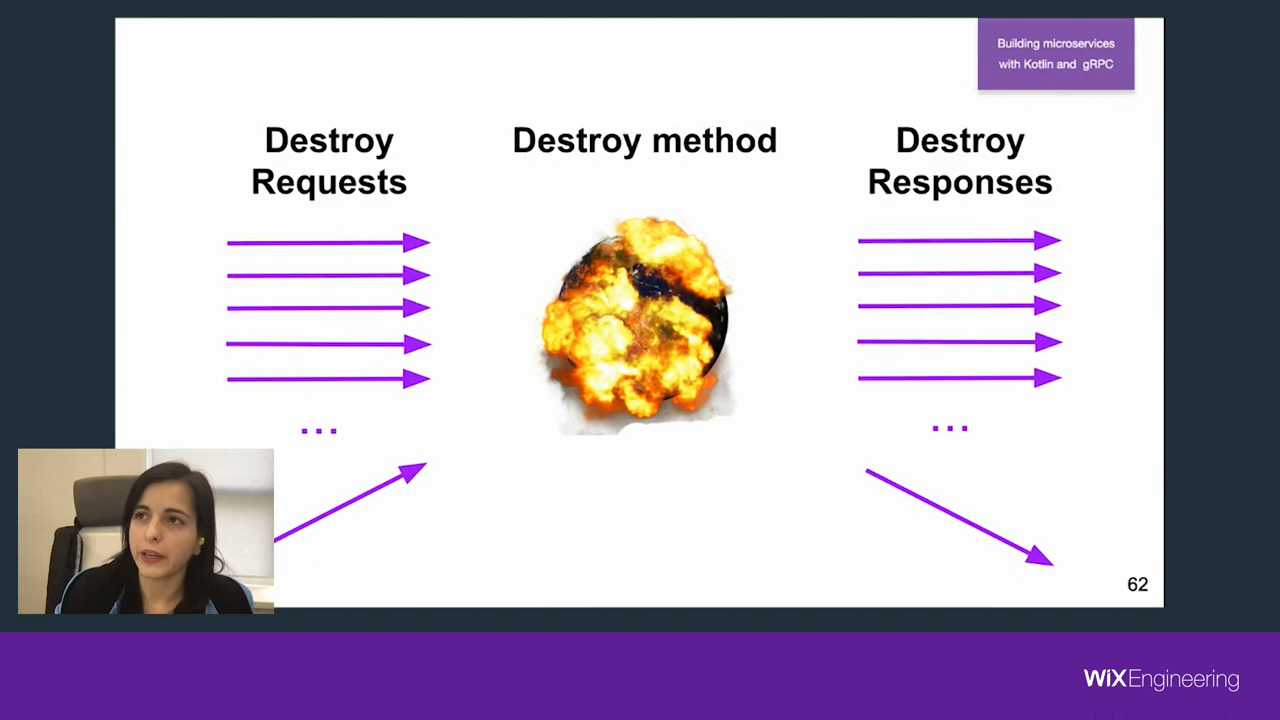 Building microservices
with Kotlin and gRPC
Destroy
Requests
Destroy method
Destroy
Responses
...
...
62
WiXEngineering